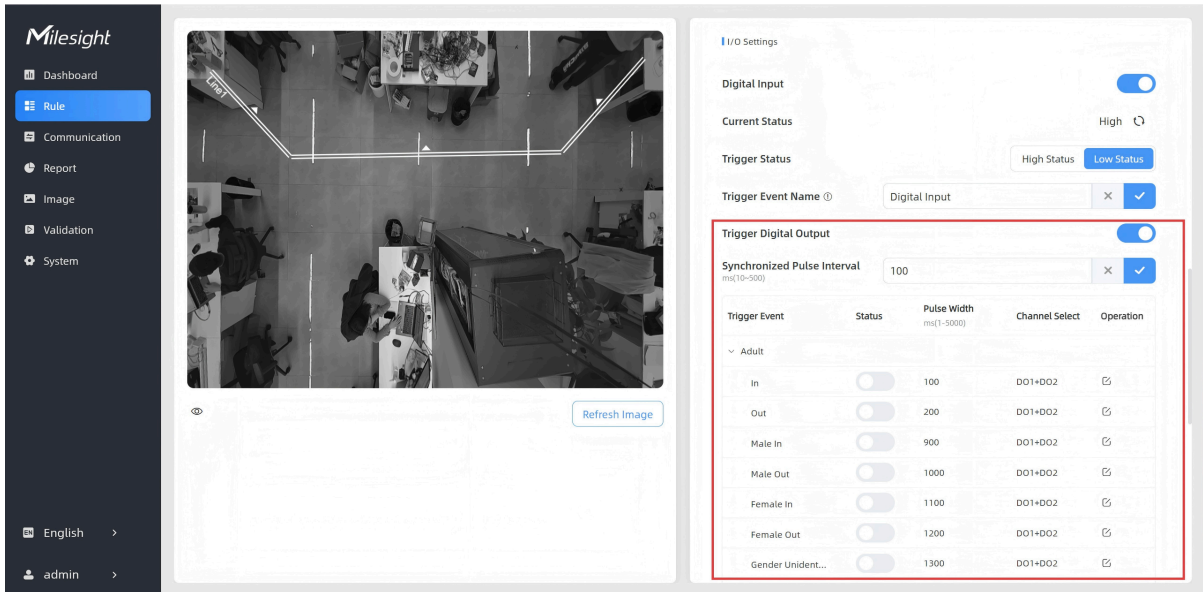 Milesight
Dashboard
Rule
Communication
Report
Image
Validation
System
EN English >
admin >
Line1
Refresh Image
I/O Settings
Digital Input
Current Status High
Trigger Status High Status Low Status
Trigger Event Name Digital Input
Trigger Digital Output
Synchronized Pulse Interval 100
ms(10~500)
Trigger Event Status Pulse Width Channel Select Operation
ms(1-5000)
Adult
In 100 DO1+DO2
Out 200 DO1+DO2
Male In 900 DO1+DO2
Male Out 1000 DO1+DO2
Female In 1100 DO1+DO2
Female Out 1200 DO1+DO2
Gender Unident... 1300 DO1+DO2